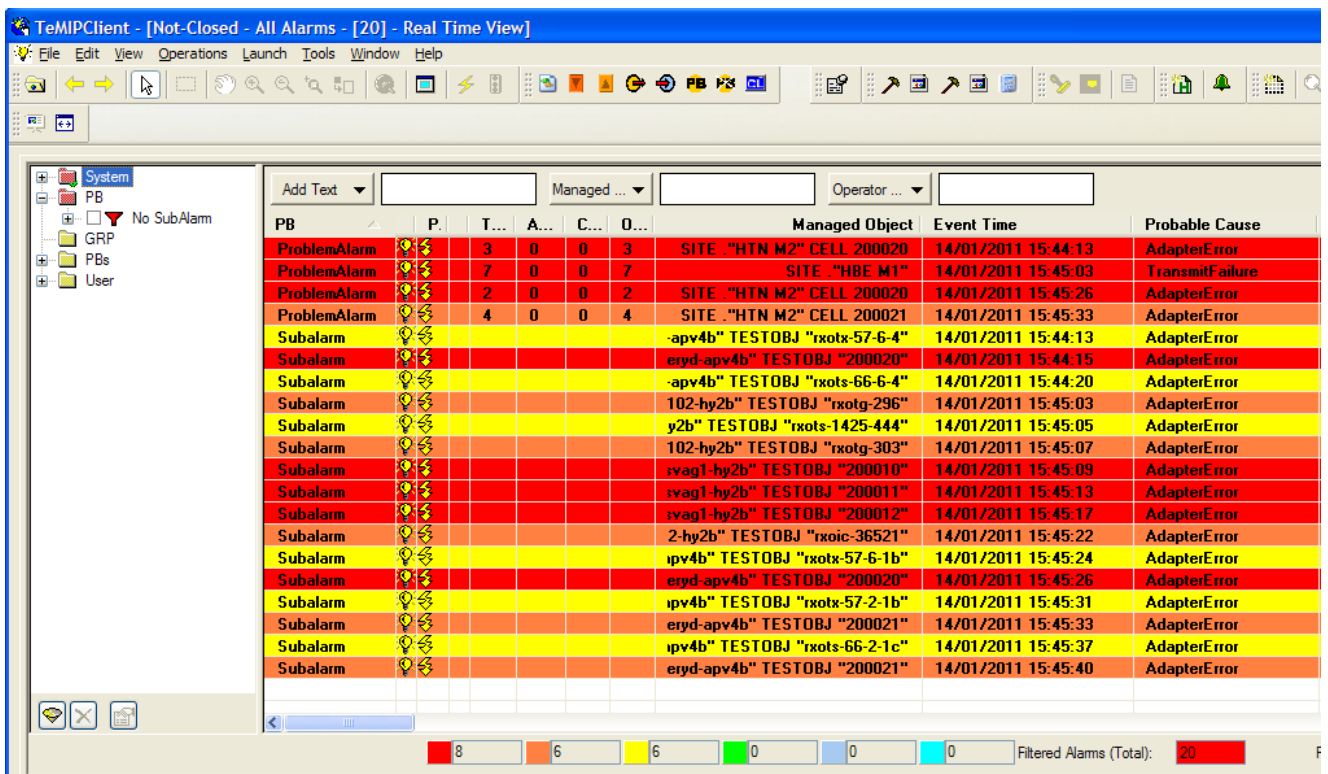 TeMIPClient - [Not-Closed - All Alarms - [20] - Real Time View]
File Edit View Operations Launch Tools Window Help
PB CLI
System
PB
No SubAlarm
GRP
PBs
User
Add Text Managed ... Operator ...
PB P. T... A... C... O... Managed Object Event Time Probable Cause
ProblemAlarm 3 0 0 3 SITE ."HTN M2" CELL 200020 14/01/2011 15:44:13 AdapterError
ProblemAlarm 7 0 0 7 SITE ."HBE M1" 14/01/2011 15:45:03 TransmitFailure
ProblemAlarm 2 0 0 2 SITE ."HTN M2" CELL 200020 14/01/2011 15:45:26 AdapterError
ProblemAlarm 4 0 0 4 SITE ."HTN M2" CELL 200021 14/01/2011 15:45:33 AdapterError
Subalarm -apv4b" TESTOBJ "rxotx-57-6-4" 14/01/2011 15:44:13 AdapterError
Subalarm eryd-apv4b" TESTOBJ "200020" 14/01/2011 15:44:15 AdapterError
Subalarm -apv4b" TESTOBJ "rxots-66-6-4" 14/01/2011 15:44:20 AdapterError
Subalarm 102-hy2b" TESTOBJ "rxotg-296" 14/01/2011 15:45:03 AdapterError
Subalarm y2b" TESTOBJ "rxots-1425-444" 14/01/2011 15:45:05 AdapterError
Subalarm 102-hy2b" TESTOBJ "rxotg-303" 14/01/2011 15:45:07 AdapterError
Subalarm svag1-hy2b" TESTOBJ "200010" 14/01/2011 15:45:09 AdapterError
Subalarm svag1-hy2b" TESTOBJ "200011" 14/01/2011 15:45:13 AdapterError
Subalarm svag1-hy2b" TESTOBJ "200012" 14/01/2011 15:45:17 AdapterError
Subalarm 2-hy2b" TESTOBJ "rxoic-36521" 14/01/2011 15:45:22 AdapterError
Subalarm apv4b" TESTOBJ "rxotx-57-6-1b" 14/01/2011 15:45:24 AdapterError
Subalarm eryd-apv4b" TESTOBJ "200020" 14/01/2011 15:45:26 AdapterError
Subalarm apv4b" TESTOBJ "rxotx-57-2-1b" 14/01/2011 15:45:31 AdapterError
Subalarm eryd-apv4b" TESTOBJ "200021" 14/01/2011 15:45:33 AdapterError
Subalarm apv4b" TESTOBJ "rxots-66-2-1c" 14/01/2011 15:45:37 AdapterError
Subalarm eryd-apv4b" TESTOBJ "200021" 14/01/2011 15:45:40 AdapterError
8 6 6 0 0 0 Filtered Alarms (Total): 20